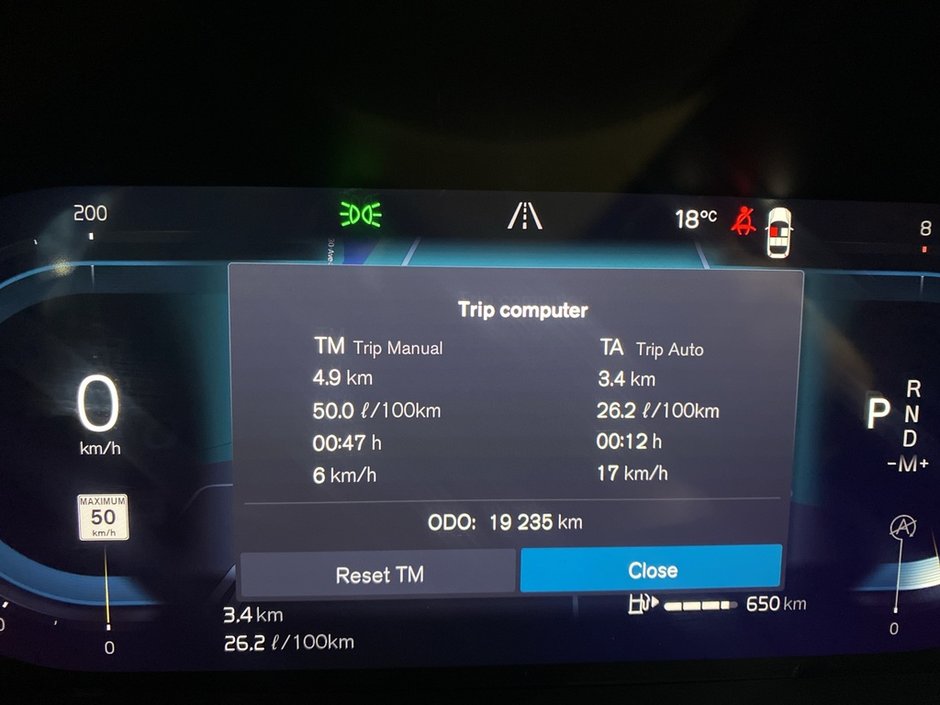 200
18°C
8
Trip computer
TM Trip Manual
TA Trip Auto
4.9 km
3.4 km
50.0 ℓ/100km
26.2 ℓ/100km
00:47 h
00:12 h
6 km/h
17 km/h
ODO: 19 235 km
Reset TM
Close
0
km/h
MAXIMUM
50
km/h
P
R
N
D
-M+
A
3.4 km
26.2 ℓ/100km
650 km
0
0
0